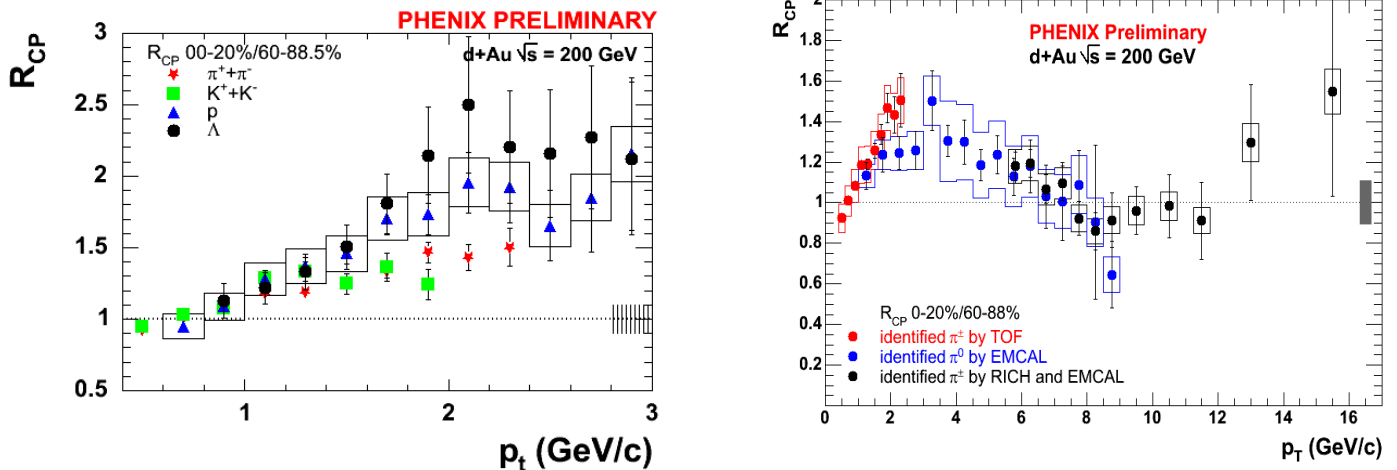 PHENIX PRELIMINARY
R_CP 00-20%/60-88.5%
d+Au √s = 200 GeV
π⁺+π⁻
K⁺+K⁻
p
Λ
R_CP
3
2.5
2
1.5
1
0.5
1
2
3
p_t (GeV/c)
PHENIX Preliminary
d+Au √s = 200 GeV
R_CP
2
1.8
1.6
1.4
1.2
1
0.8
0.6
0.4
0.2
R_CP 0-20%/60-88%
identified π± by TOF
identified π⁰ by EMCAL
identified π± by RICH and EMCAL
0 2 4 6 8 10 12 14 16
p_T (GeV/c)